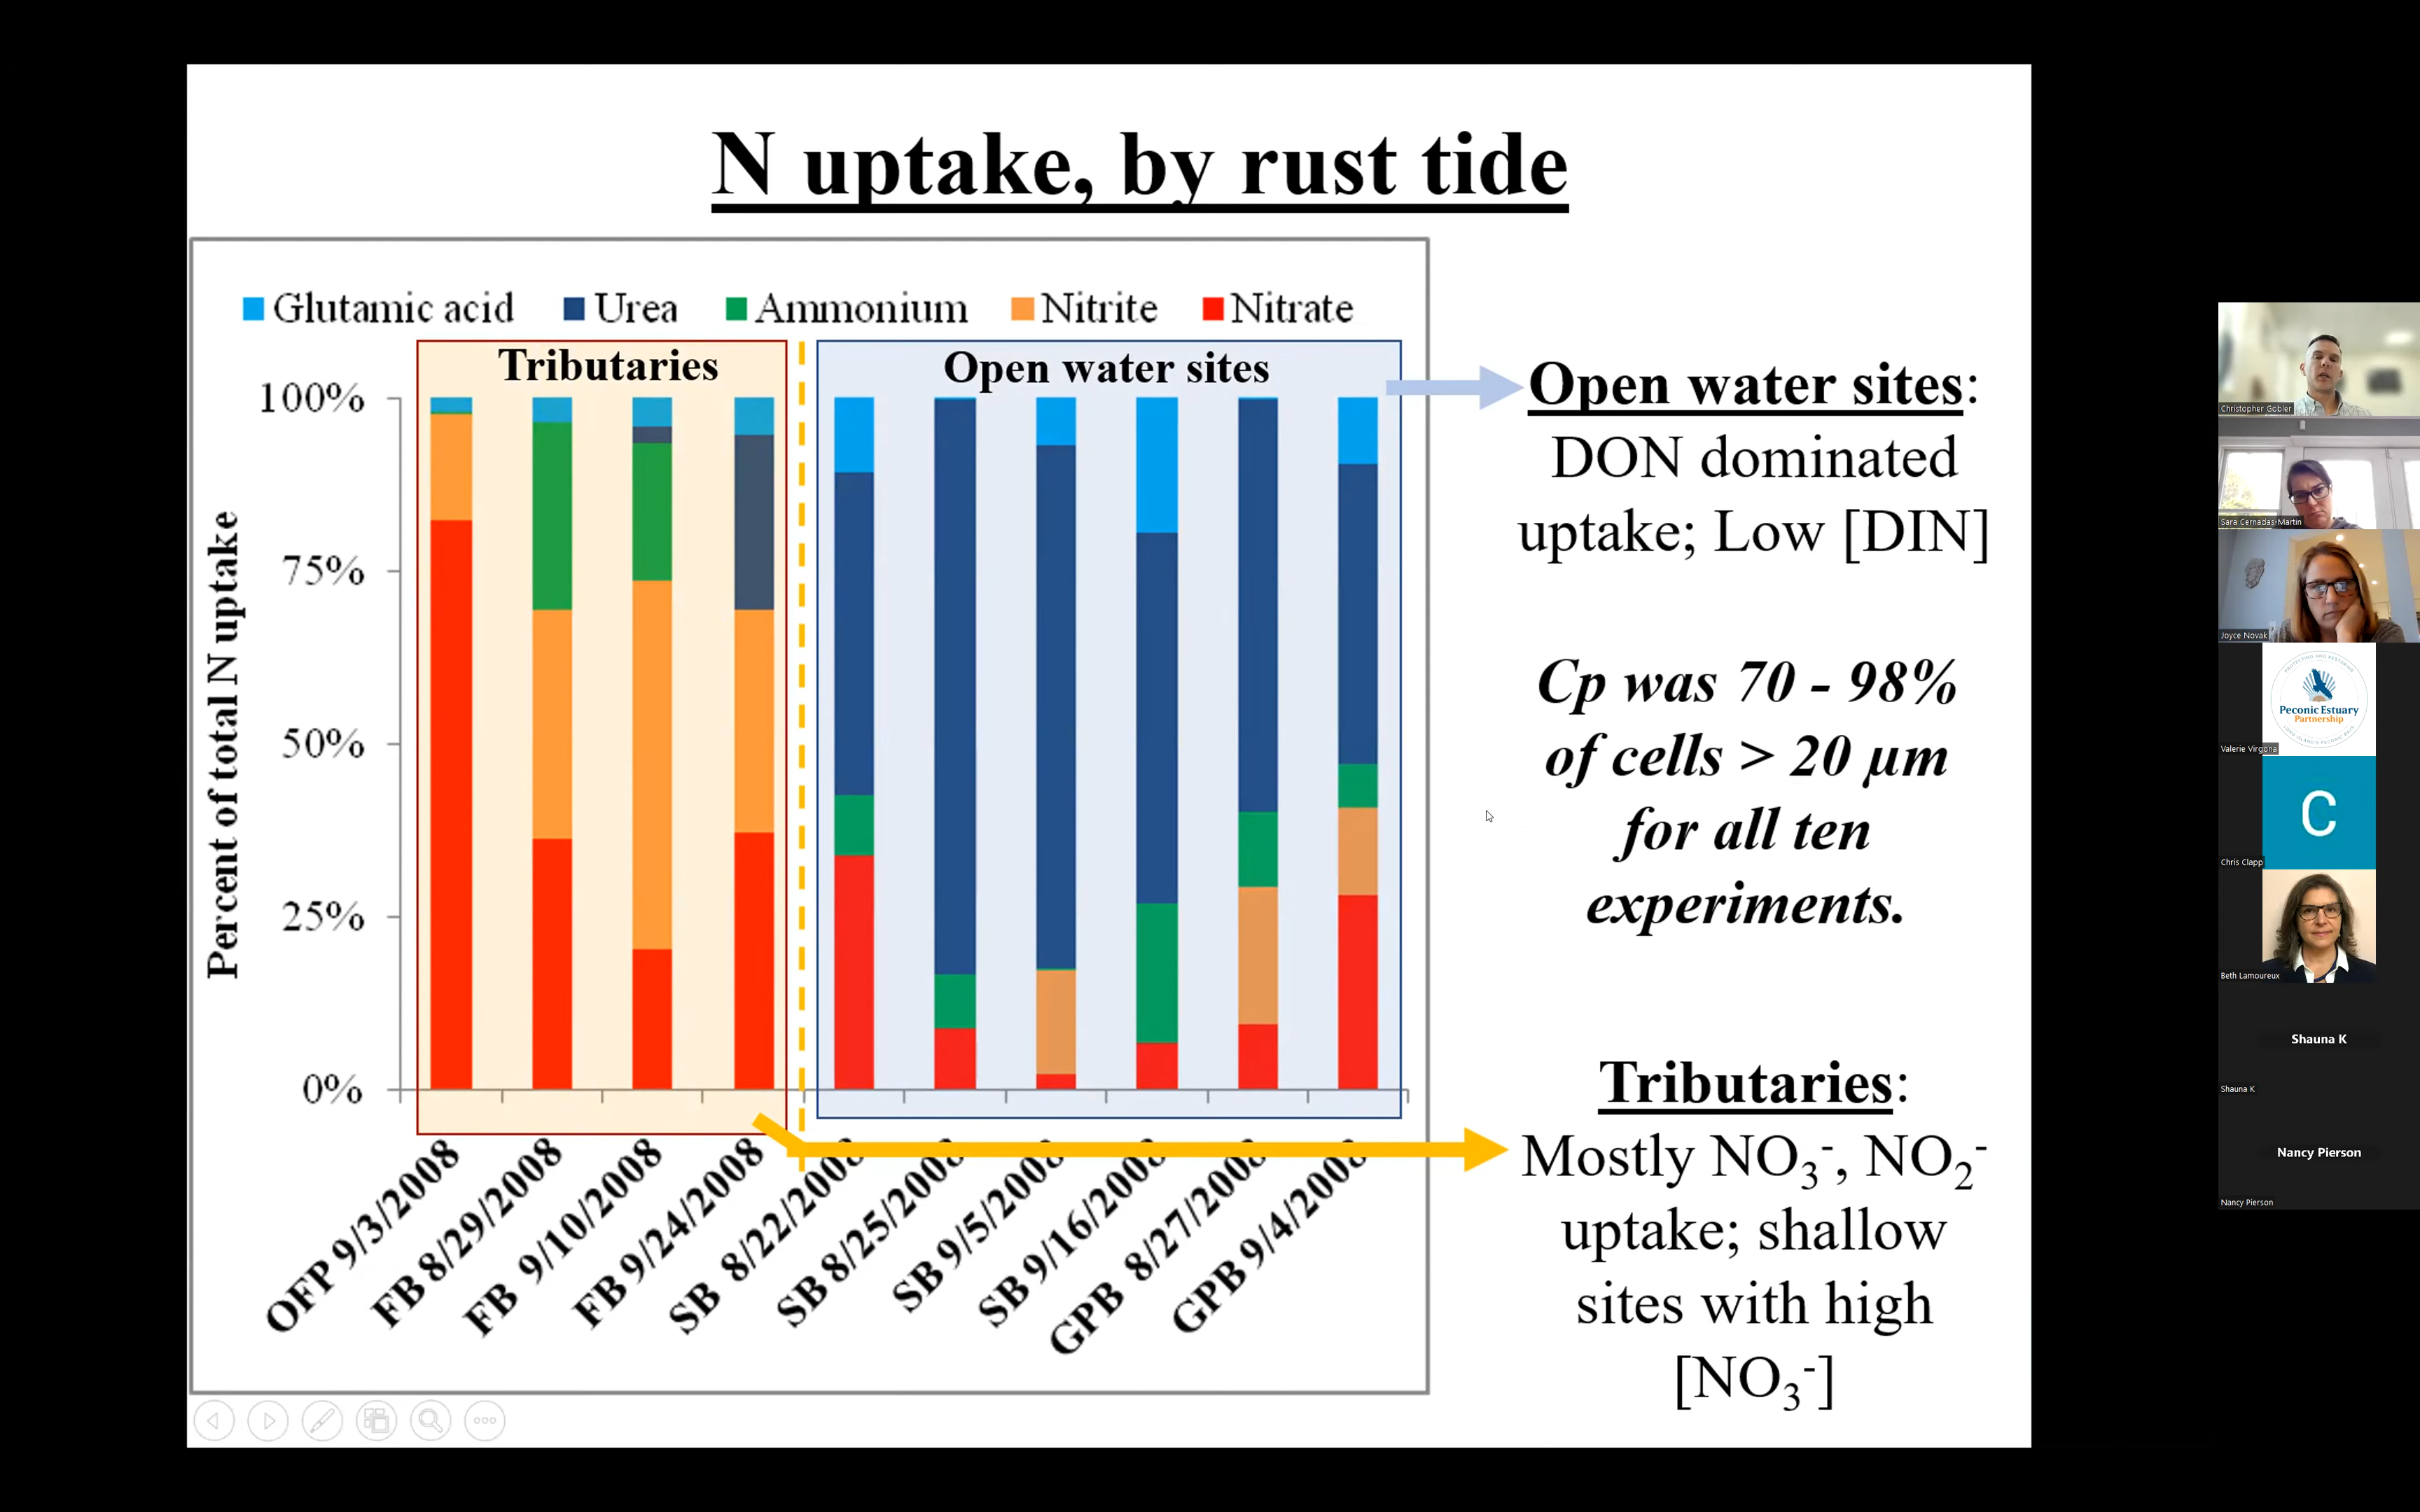 N uptake, by rust tide
Glutamic acid Urea Ammonium Nitrite Nitrate
Tributaries
Open water sites
Percent of total N uptake
100%
75%
50%
25%
0%
OFP 9/3/2008
FB 8/29/2008
FB 9/10/2008
FB 9/24/2008
SB 8/22/2008
SB 8/25/2008
SB 9/5/2008
SB 9/16/2008
GPB 8/27/2008
GPB 9/4/2008
Open water sites:
DON dominated
uptake; Low [DIN]
Cp was 70 - 98%
of cells > 20 µm
for all ten
experiments.
Tributaries:
Mostly NO₃⁻, NO₂⁻
uptake; shallow
sites with high
[NO₃⁻]
Christopher Gobler
Sara Cernadas-Martin
Joyce Novak
PROTECTING AND RESTORING
Peconic Estuary
Partnership
Valerie Virgona
C
Chris Clapp
Beth Lamoureux
Shauna K
Shauna K
Nancy Pierson
Nancy Pierson